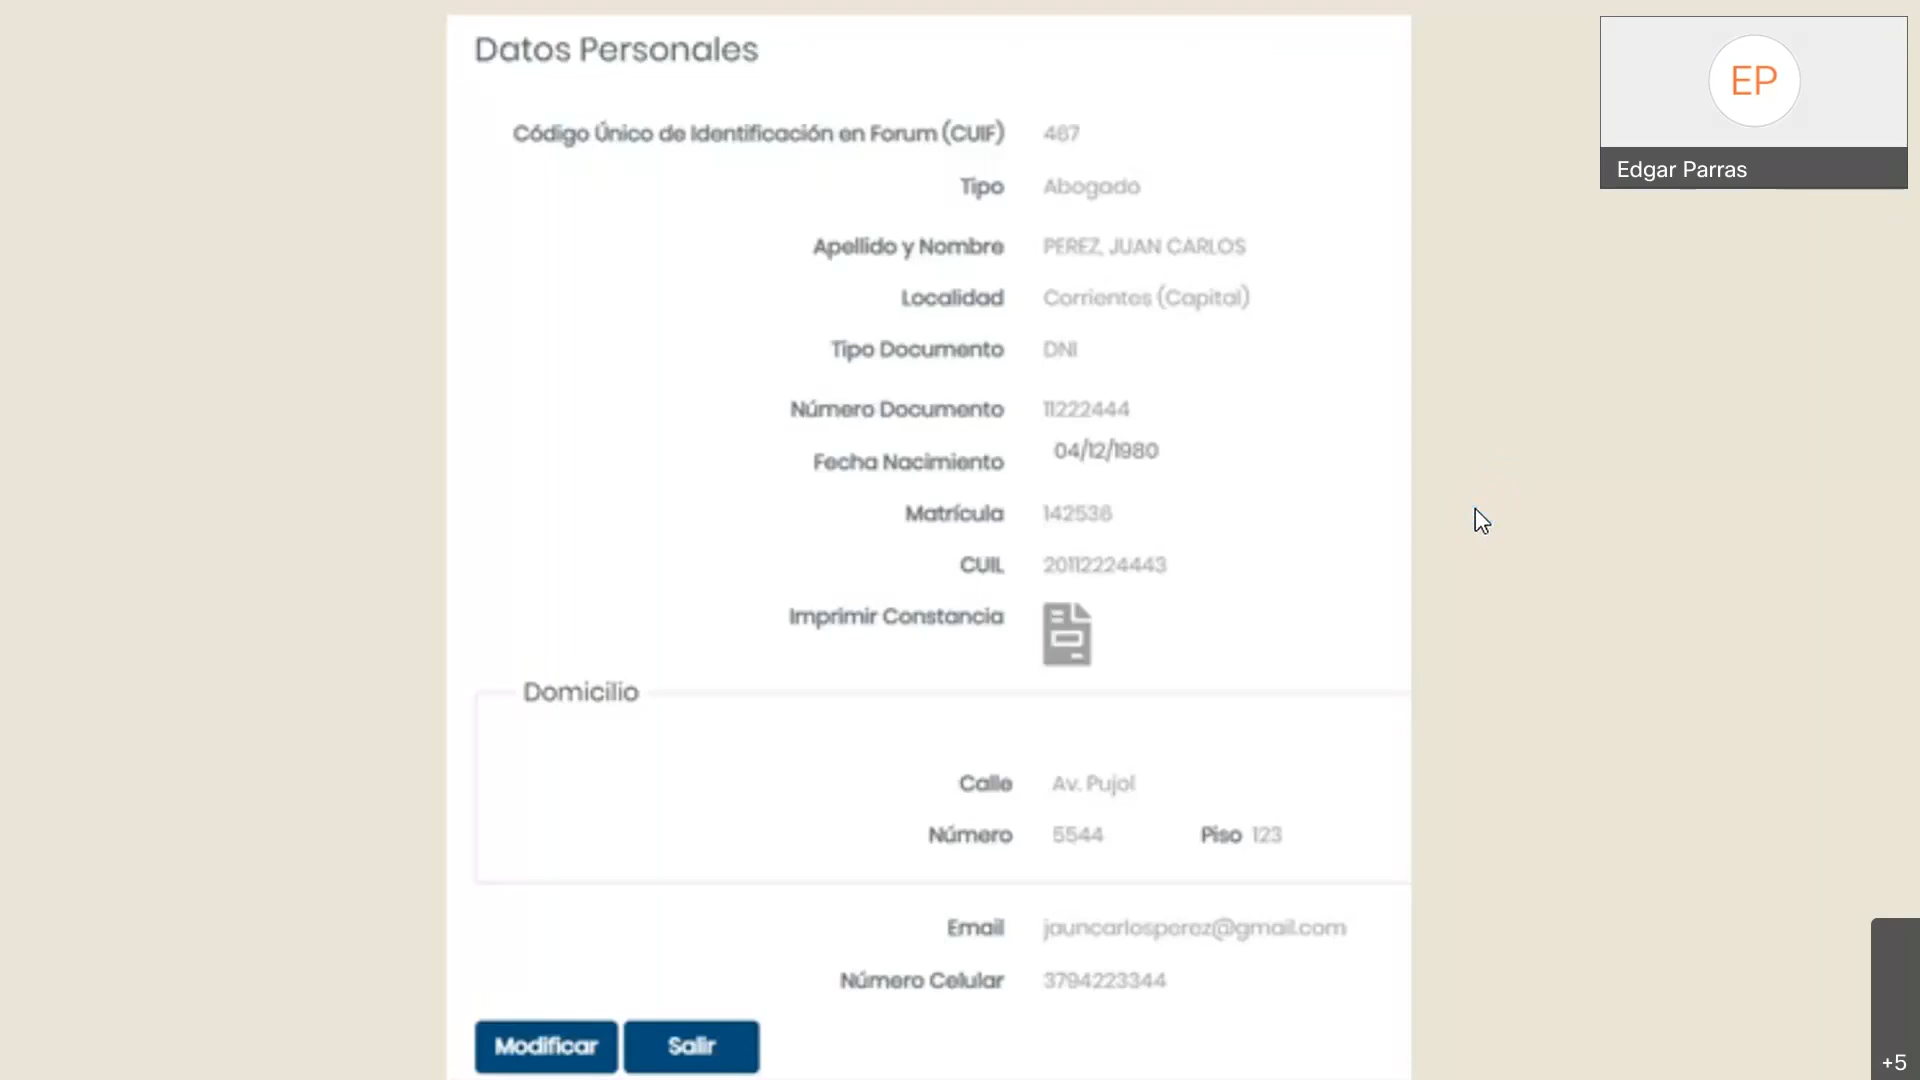 Datos Personales
EP
Edgar Parras
Código Único de Identificación en Forum (CUIF) 467
Tipo Abogado
Apellido y Nombre PEREZ, JUAN CARLOS
Localidad Corrientes (Capital)
Tipo Documento DNI
Número Documento 11222444
Fecha Nacimiento 04/12/1980
Matrícula 142536
CUIL 20112224443
Imprimir Constancia
Domicilio
Calle Av. Pujol
Número 5544 Piso 123
Email jauncarlosperez@gmail.com
Número Celular 3794223344
Modificar Salir
+5